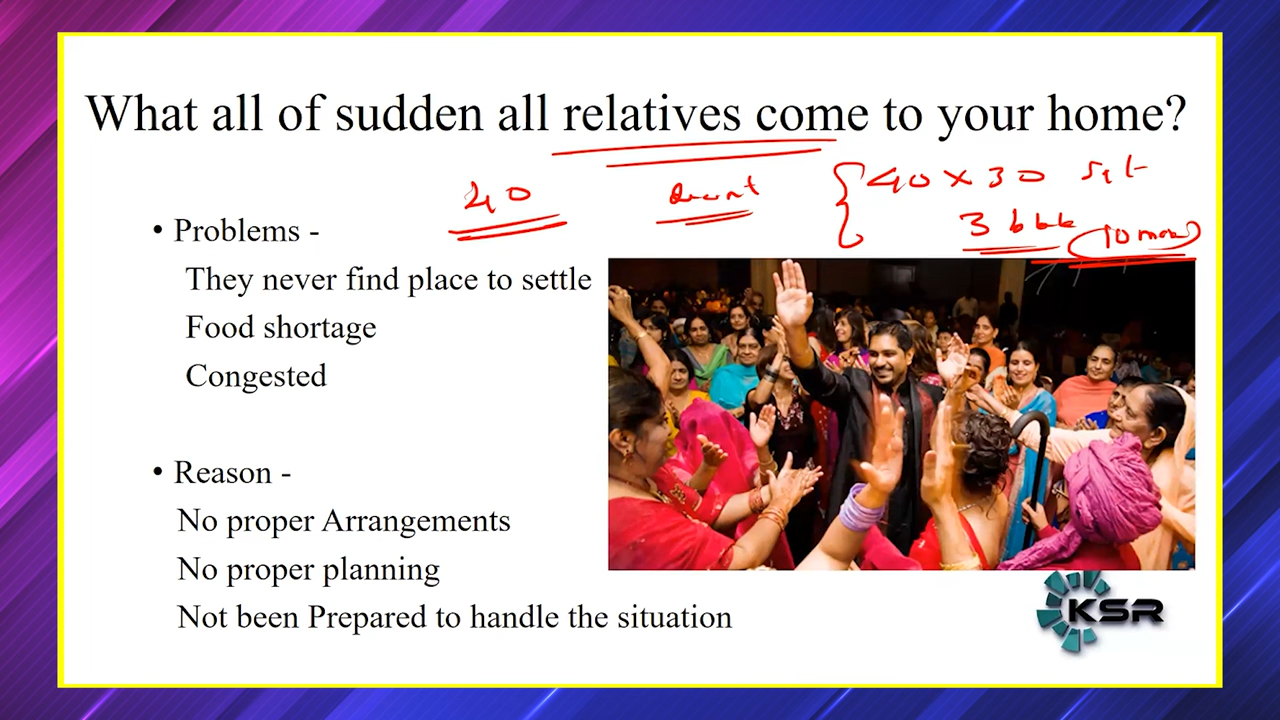 What all of sudden all relatives come to your home?
40
40 x 30
3 bhk
• Problems -
They never find place to settle
Food shortage
Congested
• Reason -
No proper Arrangements
No proper planning
Not been Prepared to handle the situation
KSR